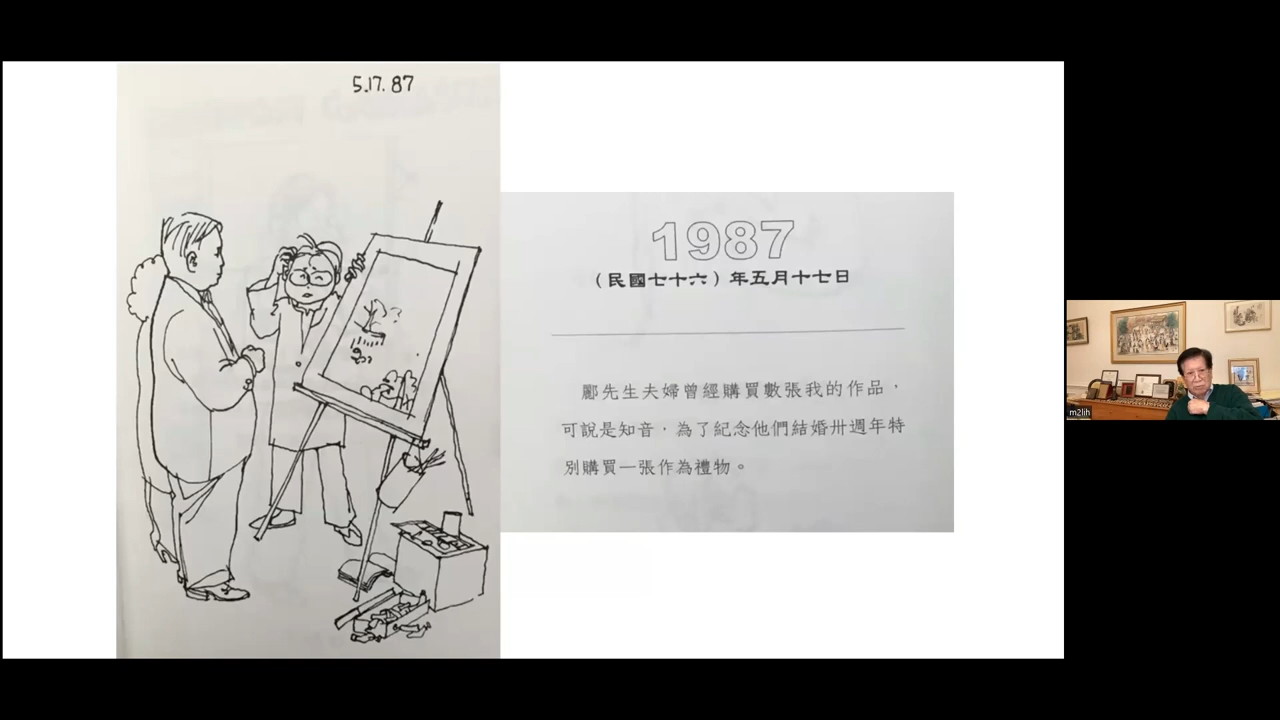 5.17.87
1987
（民國七十六）年五月十七日
酈先生夫婦曾經購買數張我的作品，
可說是知音，為了紀念他們結婚卅週年特
別購買一張作為禮物。
m2lih